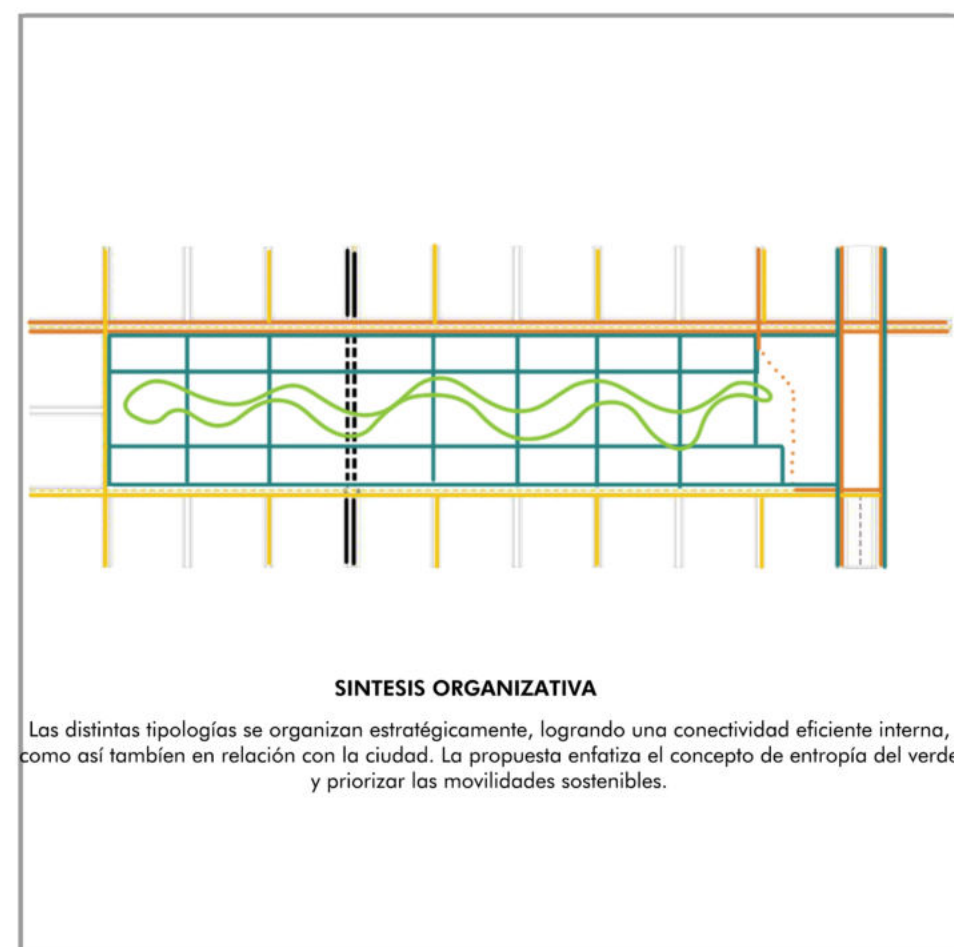 SINTESIS ORGANIZATIVA
Las distintas tipologías se organizan estratégicamente, logrando una conectividad eficiente interna,
como así tambíen en relación con la ciudad. La propuesta enfatiza el concepto de entropía del verde
y priorizar las movilidades sostenibles.